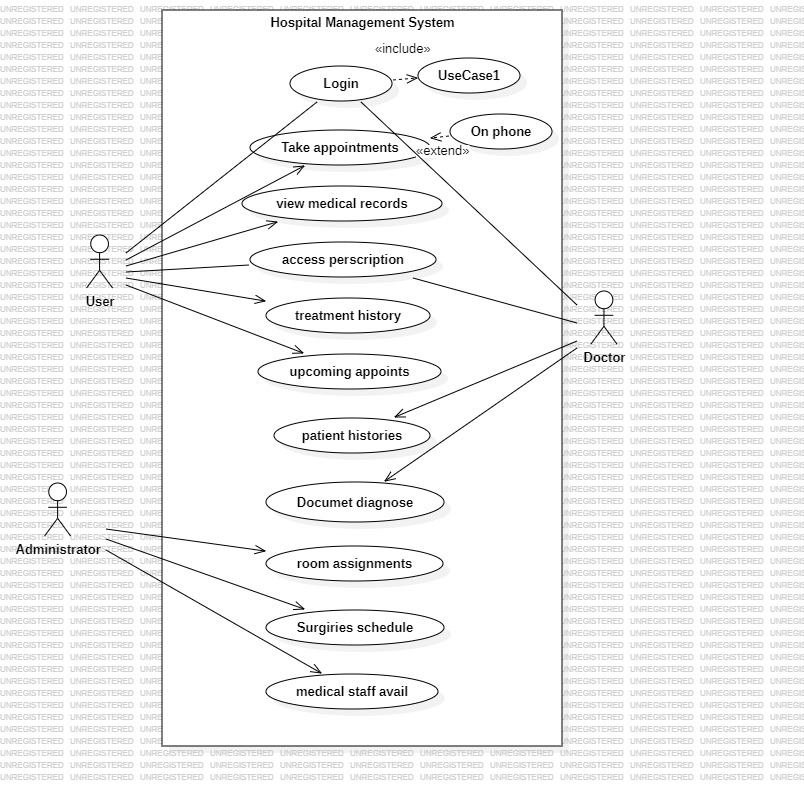 Hospital Management System
«include»
Login
UseCase1
On phone
Take appointments
«extend»
view medical records
access perscription
User
treatment history
Doctor
upcoming appoints
patient histories
Documet diagnose
Administrator
room assignments
Surgiries schedule
medical staff avail
UNREGISTERED